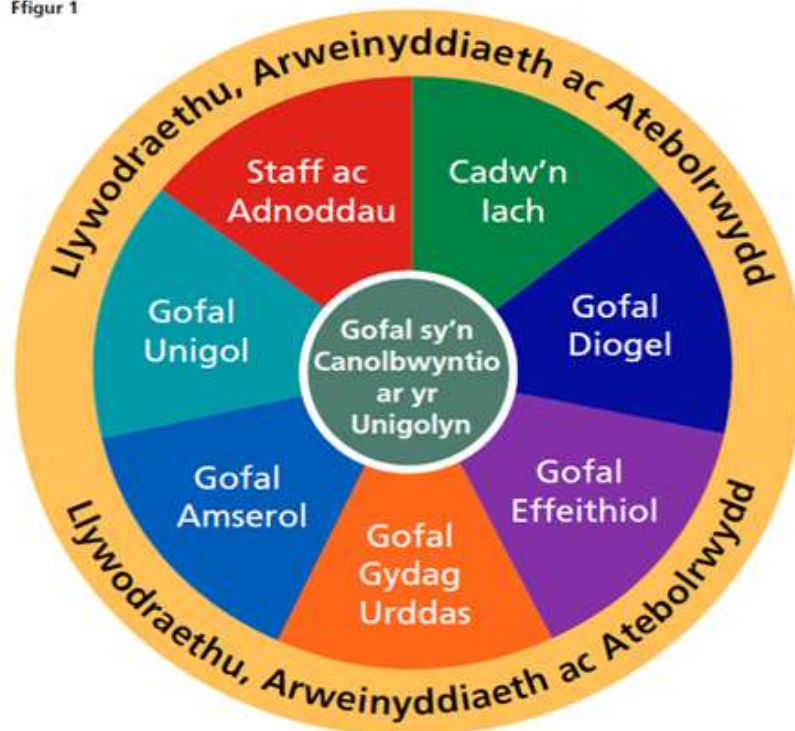 Ffigur 1
Llywodraethu, Arweinyddiaeth ac Atebolrwydd
Staff ac
Adnoddau
Cadw'n
Iach
Gofal
Unigol
Gofal
Diogel
Gofal sy'n
Canolbwyntio
ar yr
Unigolyn
Gofal
Amserol
Gofal
Effeithiol
Gofal
Gydag
Urddas
Llywodraethu, Arweinyddiaeth ac Atebolrwydd